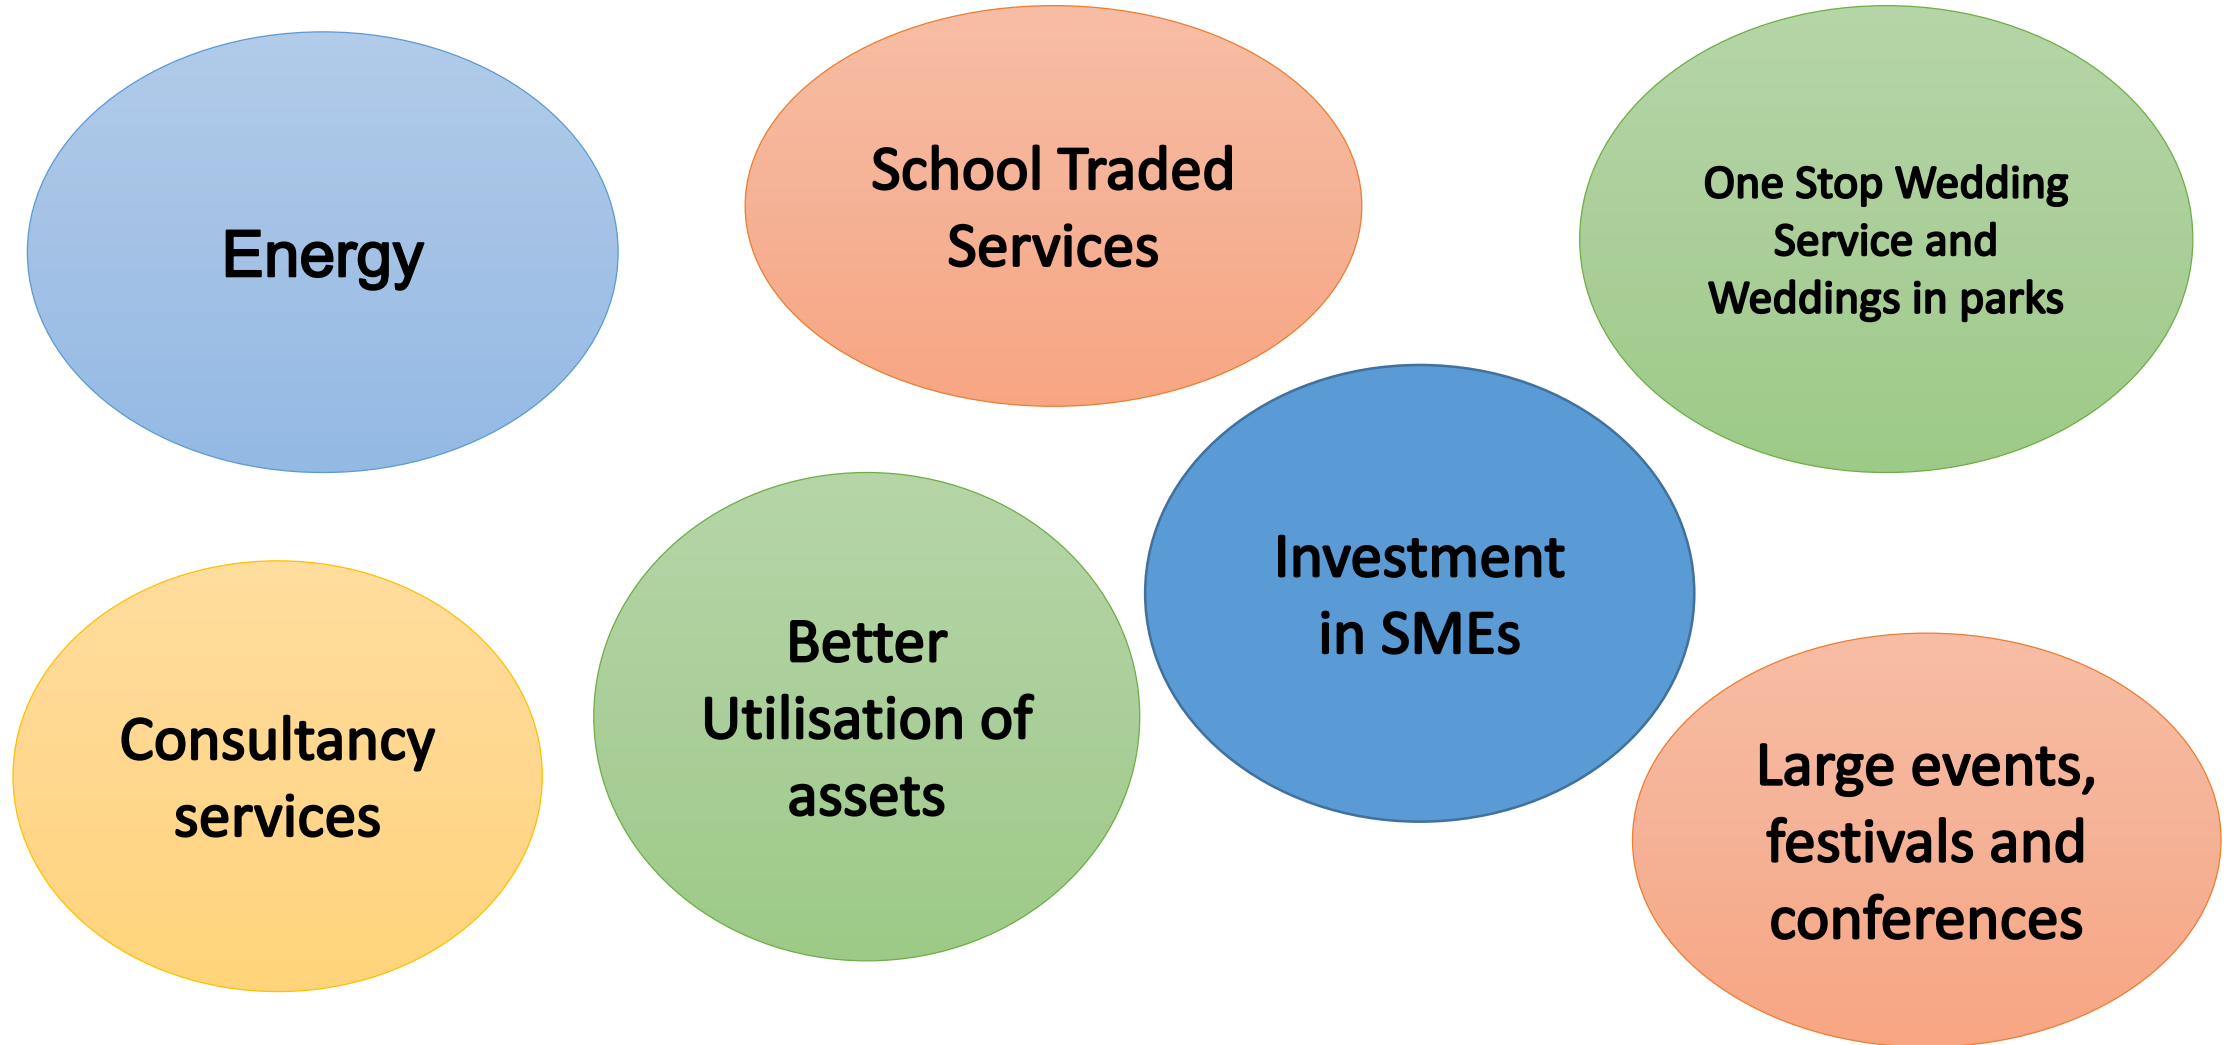 Energy
School Traded
Services
One Stop Wedding
Service and
Weddings in parks
Consultancy
services
Better
Utilisation of
assets
Investment
in SMEs
Large events,
festivals and
conferences